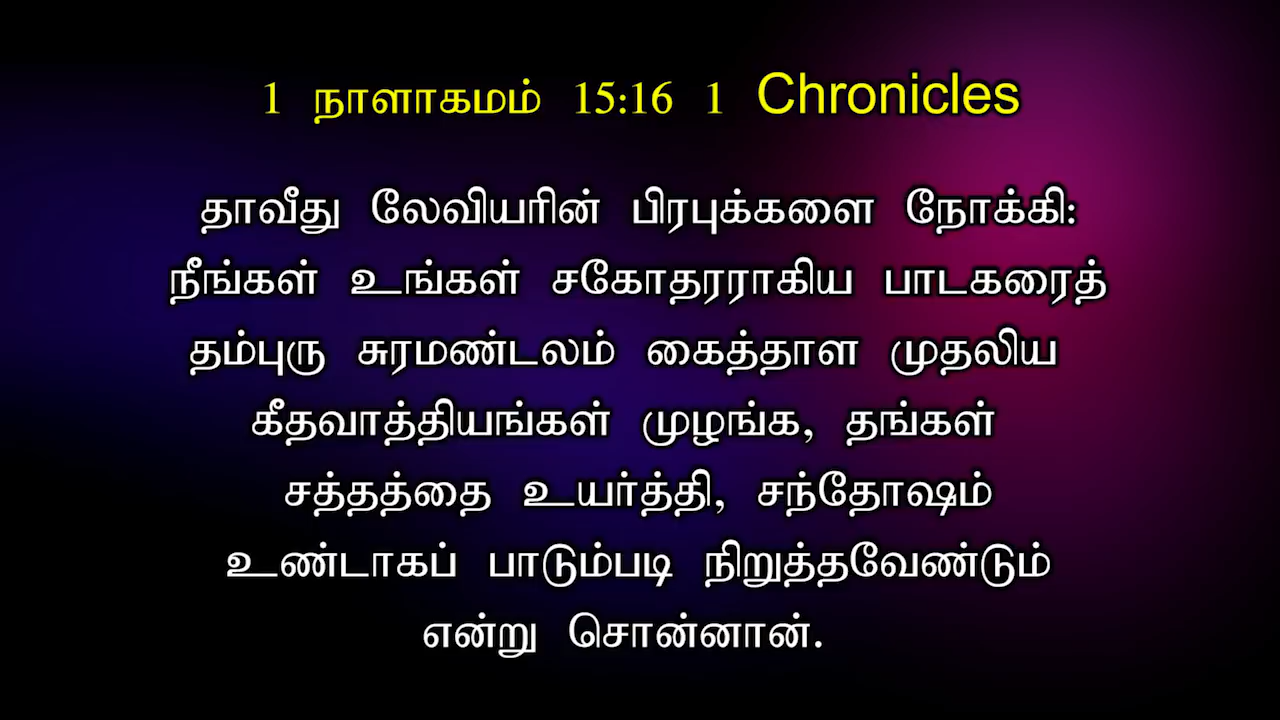 1 நாளாகமம் 15:16 1 Chronicles
தாவீது லேவியரின் பிரபுக்களை நோக்கி:
நீங்கள் உங்கள் சகோதரராகிய பாடகரைத்
தம்புரு சுரமண்டலம் கைத்தாள முதலிய
கீதவாத்தியங்கள் முழங்க, தங்கள்
சத்தத்தை உயர்த்தி, சந்தோஷம்
உண்டாகப் பாடும்படி நிறுத்தவேண்டும்
என்று சொன்னான்.